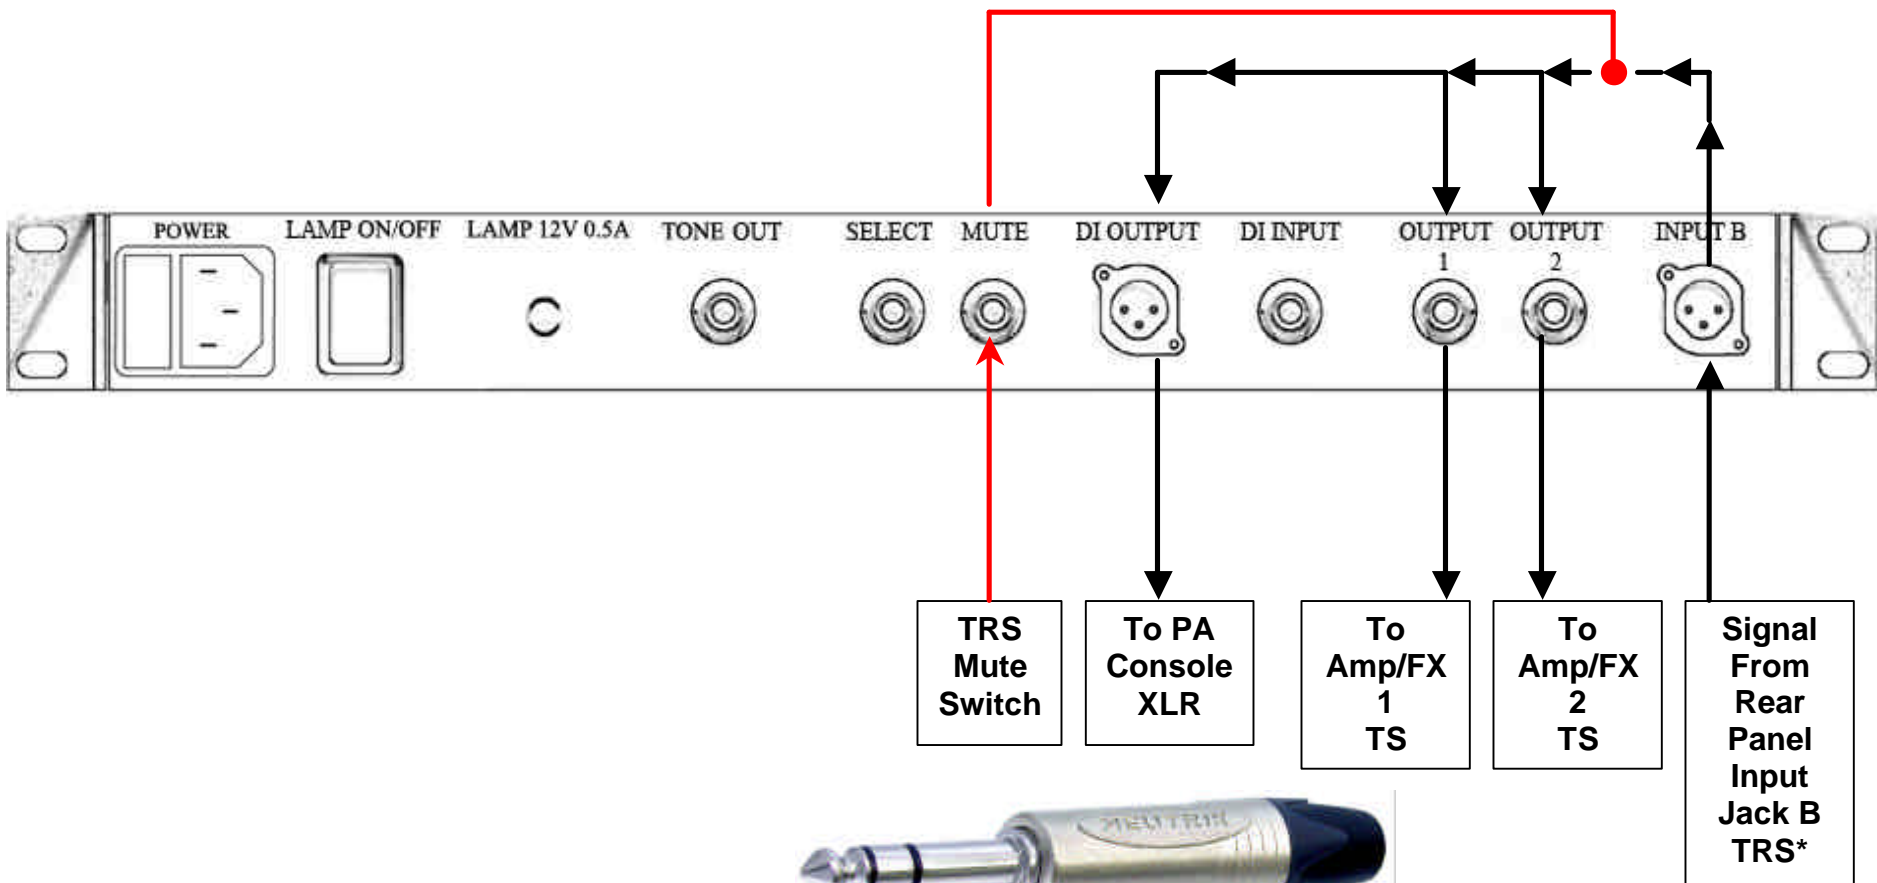 POWER
LAMP ON/OFF
LAMP 12V 0.5A
TONE OUT
SELECT
MUTE
DI OUTPUT
DI INPUT
OUTPUT
1
OUTPUT
2
INPUT B
TRS
Mute
Switch
To PA
Console
XLR
To
Amp/FX
1
TS
To
Amp/FX
2
TS
Signal
From
Rear
Panel
Input
Jack B
TRS*
NEUTRIK